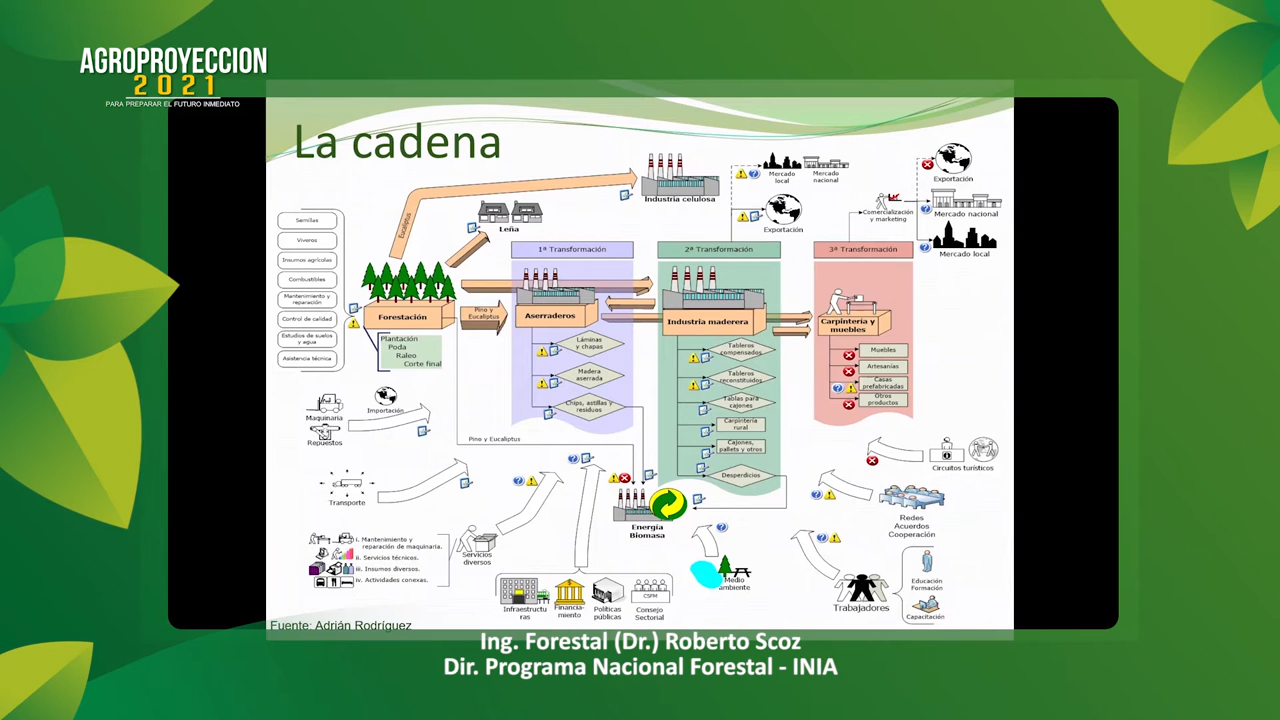 AGROPROYECCION
2021
PARA PREPARAR EL FUTURO INMEDIATO
La cadena
Semillas
Viveros
Insumos agrícolas
Combustibles
Mantenimiento y
reparación
Control de calidad
Estudios de suelos
y agua
Asistencia técnica
Eucaliptus
Leña
Industria celulosa
Mercado
local
Mercado
nacional
Exportación
Comercialización
y marketing
Exportación
Mercado nacional
Mercado local
1ª Transformación
2ª Transformación
3ª Transformación
Forestación
Plantación
Poda
Raleo
Corte final
Pino y
Eucaliptus
Aserraderos
Láminas
y chapas
Madera
aserrada
Chips, astillas y
residuos
Industria maderera
Tableros
compensados
Tableros
reconstituidos
Tablas para
cajones
Carpintería
rural
Cajones,
pallets y otros
Desperdicios
Carpintería y
muebles
Muebles
Artesanías
Casas
prefabricadas
Otros
productos
Importación
Maquinaria
Repuestos
Pino y Eucaliptus
Transporte
Energía
Biomasa
Circuitos turísticos
Redes
Acuerdos
Cooperación
i. Mantenimiento y
reparación de maquinaria.
ii. Servicios técnicos.
iii. Insumos diversos.
iv. Actividades conexas.
Servicios
diversos
Infraestructu
ras
Financia-
miento
Políticas
públicas
CSFM
Consejo
Sectorial
Medio
ambiente
Trabajadores
Educación
Formación
Capacitación
Fuente: Adrián Rodríguez
Ing. Forestal (Dr.) Roberto Scoz
Dir. Programa Nacional Forestal - INIA